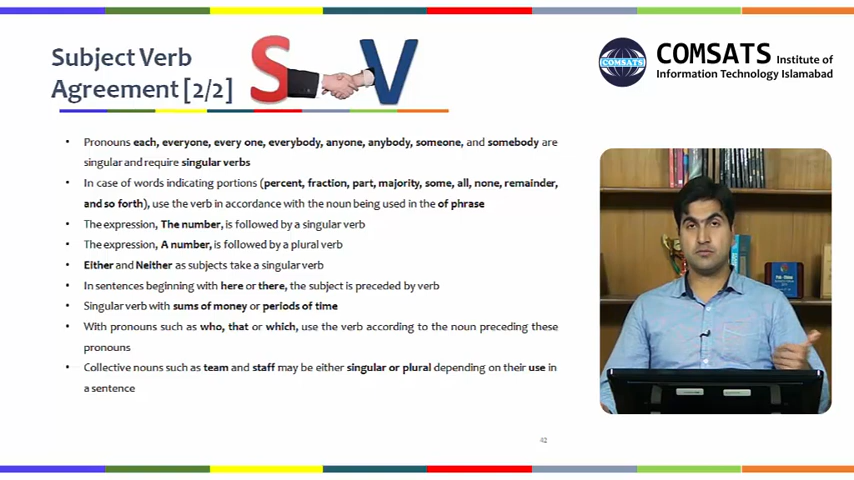 Subject Verb
Agreement [2/2]
S V
COMSATS
COMSATS Institute of
Information Technology Islamabad
• Pronouns each, everyone, every one, everybody, anyone, anybody, someone, and somebody are
singular and require singular verbs
• In case of words indicating portions (percent, fraction, part, majority, some, all, none, remainder,
and so forth), use the verb in accordance with the noun being used in the of phrase
• The expression, The number, is followed by a singular verb
• The expression, A number, is followed by a plural verb
• Either and Neither as subjects take a singular verb
• In sentences beginning with here or there, the subject is preceded by verb
• Singular verb with sums of money or periods of time
• With pronouns such as who, that or which, use the verb according to the noun preceding these
pronouns
• Collective nouns such as team and staff may be either singular or plural depending on their use in
a sentence
42